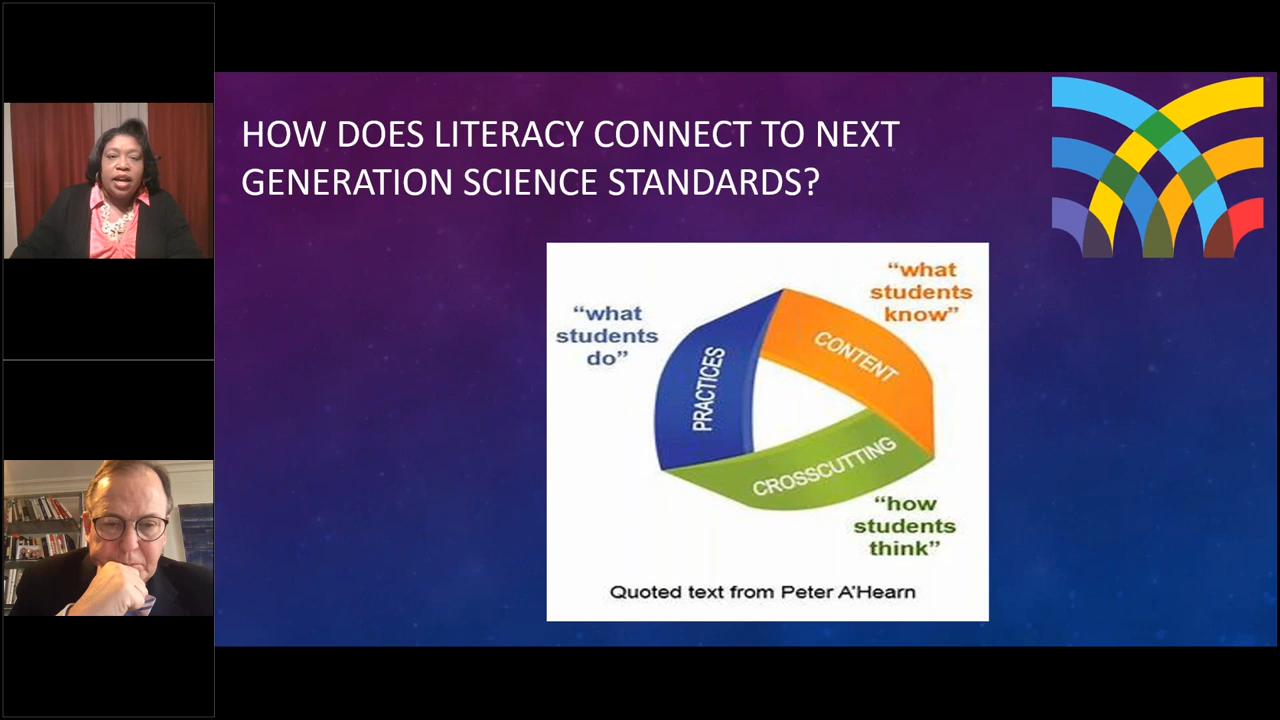 HOW DOES LITERACY CONNECT TO NEXT
GENERATION SCIENCE STANDARDS?
“what
students
do”
“what
students
know”
PRACTICES
CONTENT
CROSSCUTTING
“how
students
think”
Quoted text from Peter A'Hearn